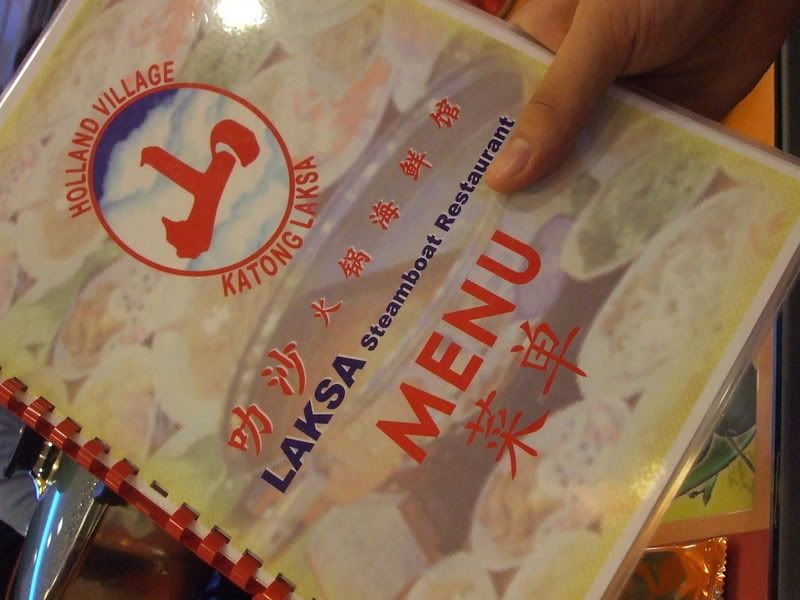 HOLLAND VILLAGE
KATONG LAKSA
叻沙 火锅海鲜馆
LAKSA Steamboat Restaurant
MENU
菜单